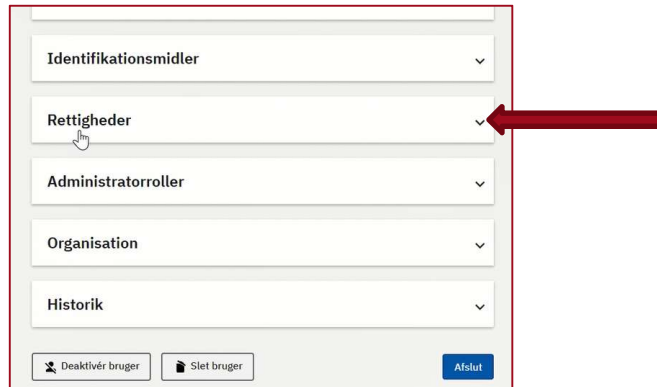 Identifikationsmidler
Rettigheder
Administratorroller
Organisation
Historik
Deaktivér bruger
Slet bruger
Afslut